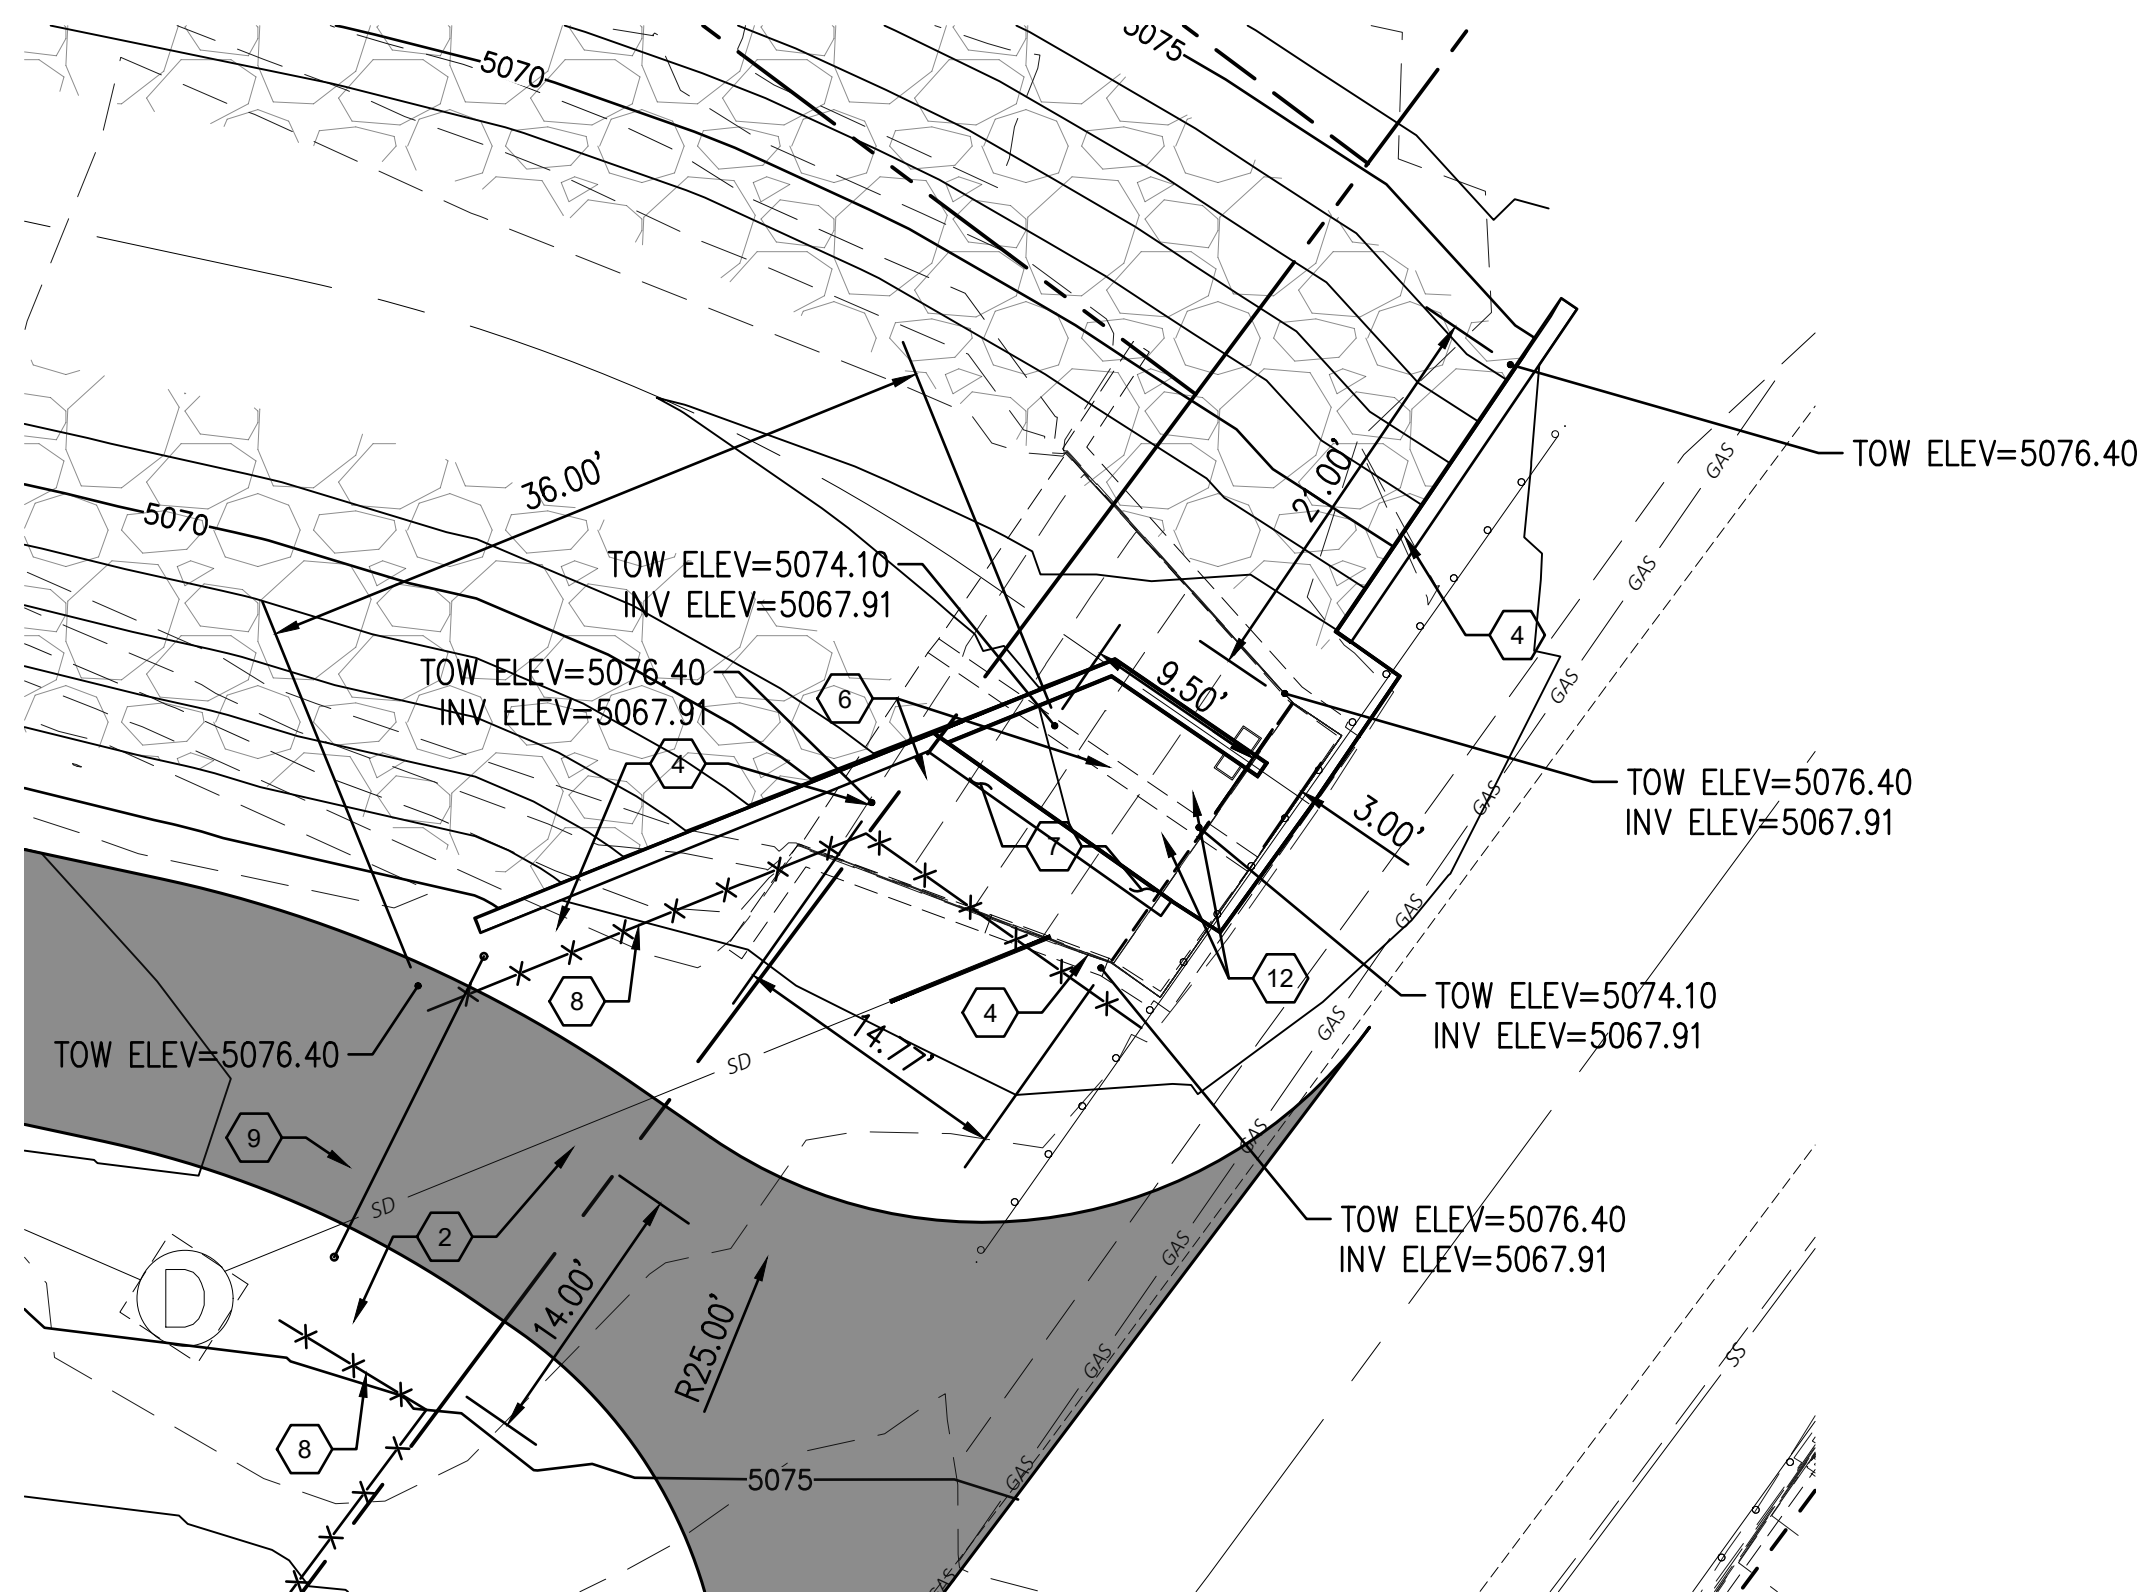 5070
5075
GAS
TOW ELEV=5076.40
36.00'
21.00'
5070
TOW ELEV=5074.10
INV ELEV=5067.91
GAS
4
TOW ELEV=5076.40
INV ELEV=5067.91
6
9.50'
GAS
4
TOW ELEV=5076.40
INV ELEV=5067.91
GAS
3.00'
7
GAS
8
4
12
TOW ELEV=5074.10
INV ELEV=5067.91
GAS
TOW ELEV=5076.40
14.77'
SD
9
GAS
SD
2
TOW ELEV=5076.40
INV ELEV=5067.91
GAS
D
14.00'
R25.00'
GAS
SS
8
5075
GAS
GAS